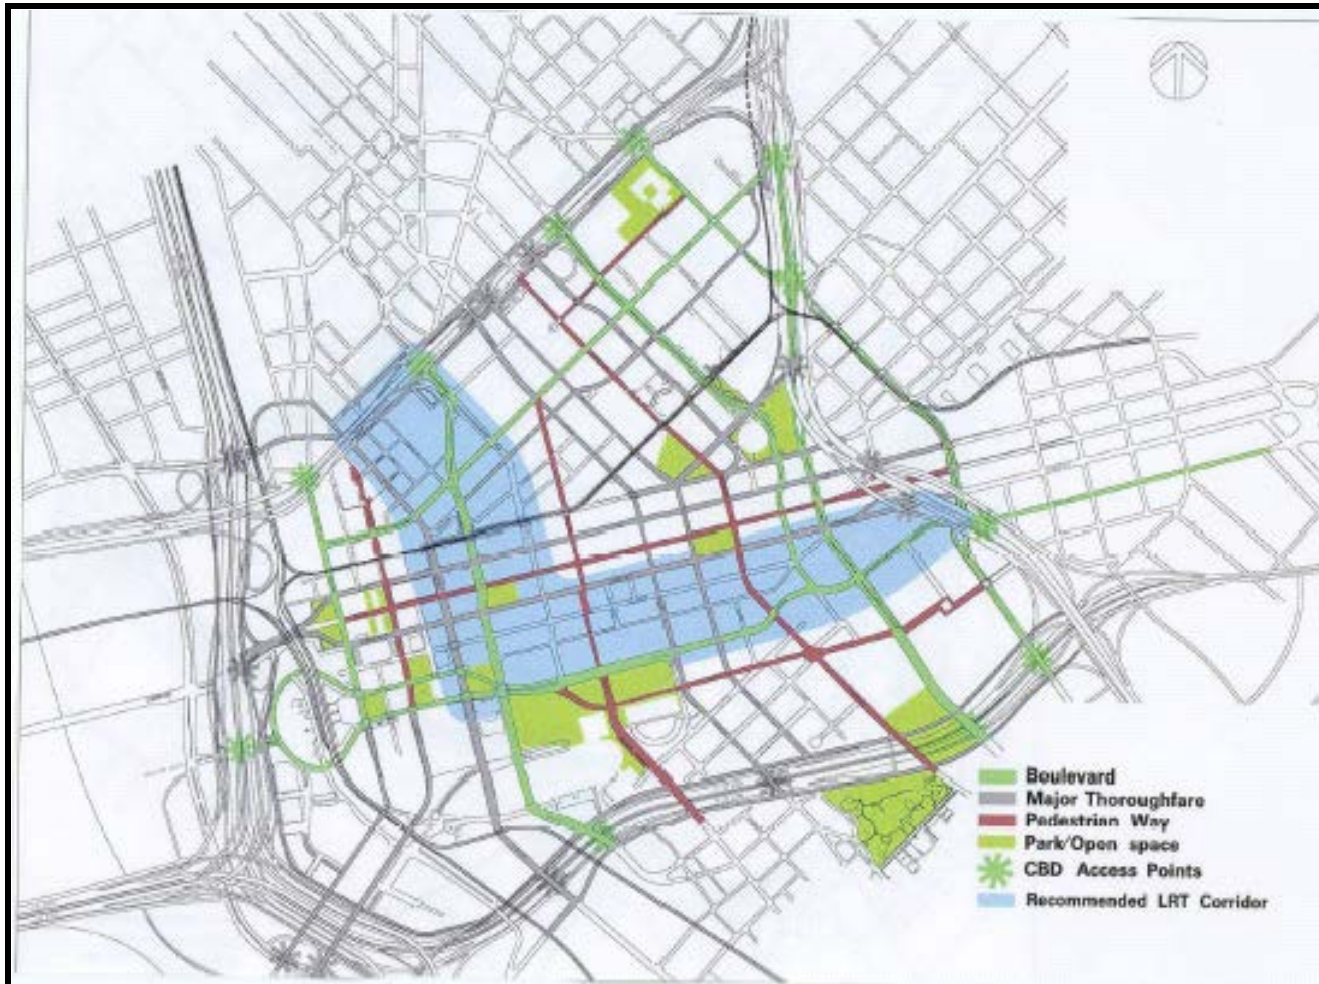 Boulevard
Major Thoroughfare
Pedestrian Way
Park/Open space
CBD Access Points
Recommended LRT Corridor